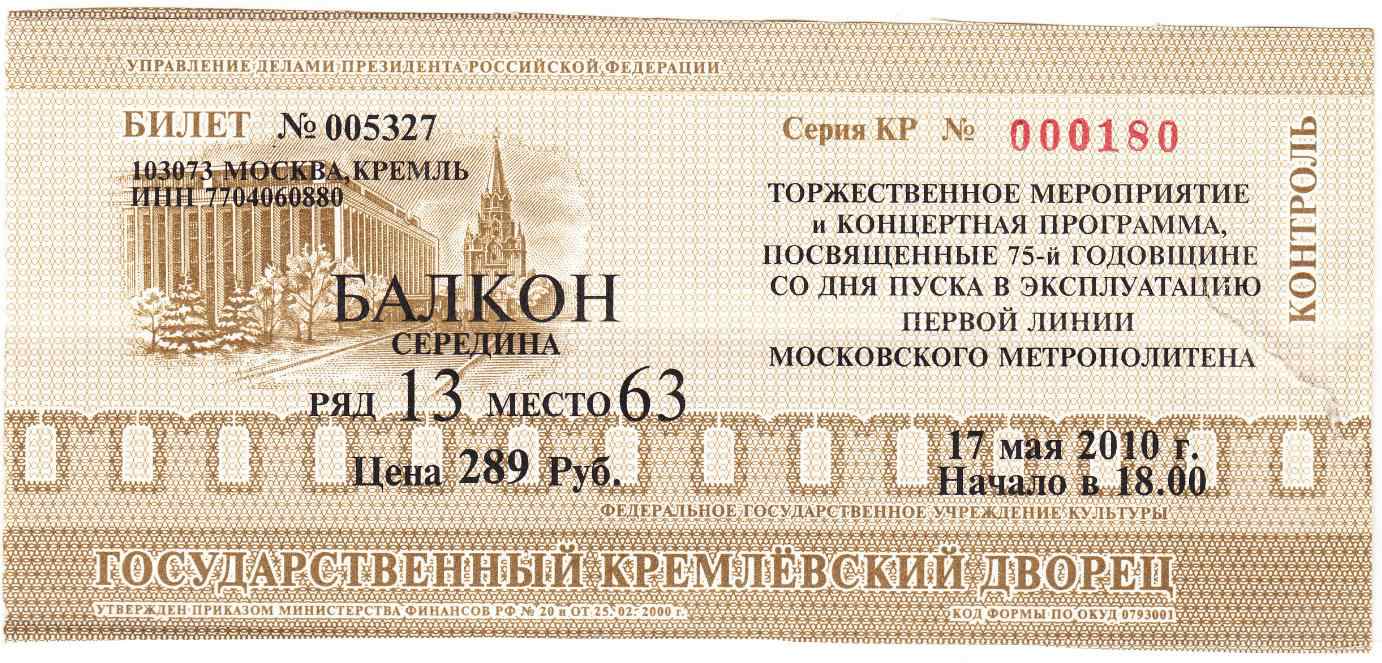 УПРАВЛЕНИЕ ДЕЛАМИ ПРЕЗИДЕНТА РОССИЙСКОЙ ФЕДЕРАЦИИ
БИЛЕТ № 005327
103073 МОСКВА, КРЕМЛЬ
ИНН 7704060880
БАЛКОН
СЕРЕДИНА
РЯД 13 МЕСТО 63
Цена 289 Руб.
Серия КР № 000180
ТОРЖЕСТВЕННОЕ МЕРОПРИЯТИЕ
и КОНЦЕРТНАЯ ПРОГРАММА,
ПОСВЯЩЕННЫЕ 75-й ГОДОВЩИНЕ
СО ДНЯ ПУСКА В ЭКСПЛУАТАЦИЮ
ПЕРВОЙ ЛИНИИ
МОСКОВСКОГО МЕТРОПОЛИТЕНА
17 мая 2010 г.
Начало в 18.00
КОНТРОЛЬ
ФЕДЕРАЛЬНОЕ ГОСУДАРСТВЕННОЕ УЧРЕЖДЕНИЕ КУЛЬТУРЫ
ГОСУДАРСТВЕННЫЙ КРЕМЛЁВСКИЙ ДВОРЕЦ
УТВЕРЖДЕН ПРИКАЗОМ МИНИСТЕРСТВА ФИНАНСОВ РФ № 20 н ОТ 25. 02. 2000 г.
КОД ФОРМЫ ПО ОКУД 0793001